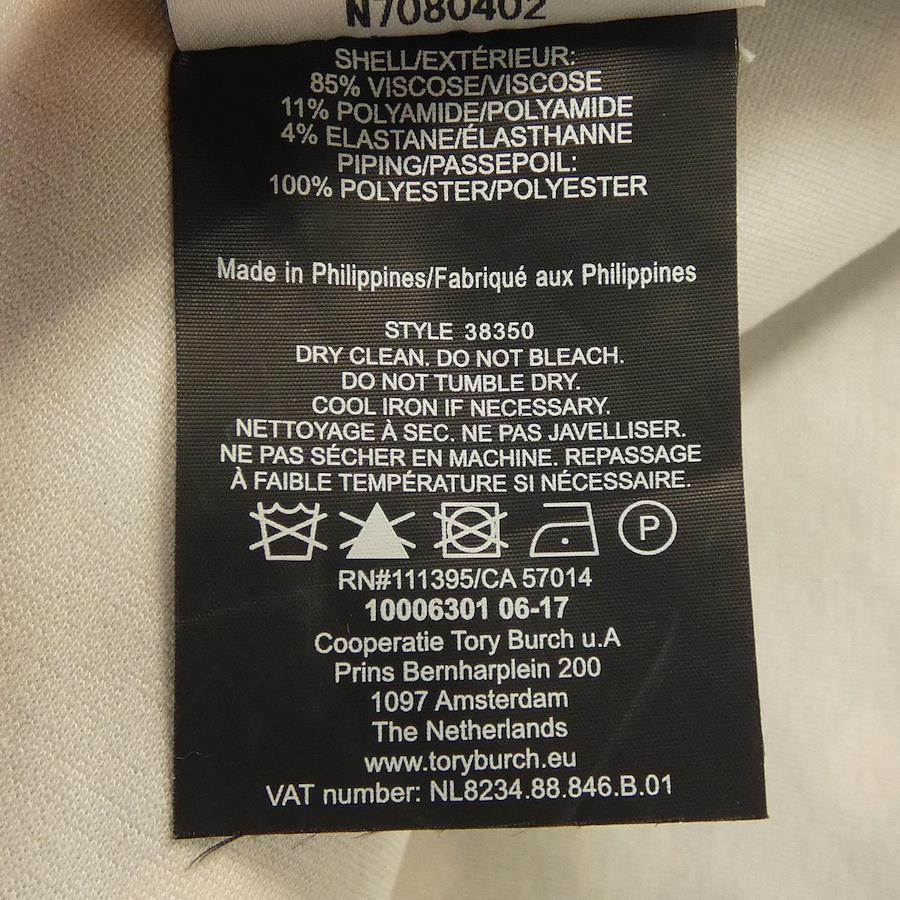 N7080402
SHELL/EXTÉRIEUR:
85% VISCOSE/VISCOSE
11% POLYAMIDE/POLYAMIDE
4% ELASTANE/ÉLASTHANNE
PIPING/PASSEPOIL:
100% POLYESTER/POLYESTER
Made in Philippines/Fabriqué aux Philippines
STYLE 38350
DRY CLEAN. DO NOT BLEACH.
DO NOT TUMBLE DRY.
COOL IRON IF NECESSARY.
NETTOYAGE À SEC. NE PAS JAVELLISER.
NE PAS SÉCHER EN MACHINE. REPASSAGE
À FAIBLE TEMPÉRATURE SI NÉCESSAIRE.
P
RN#111395/CA 57014
10006301 06-17
Cooperatie Tory Burch u.A
Prins Bernharplein 200
1097 Amsterdam
The Netherlands
www.toryburch.eu
VAT number: NL8234.88.846.B.01